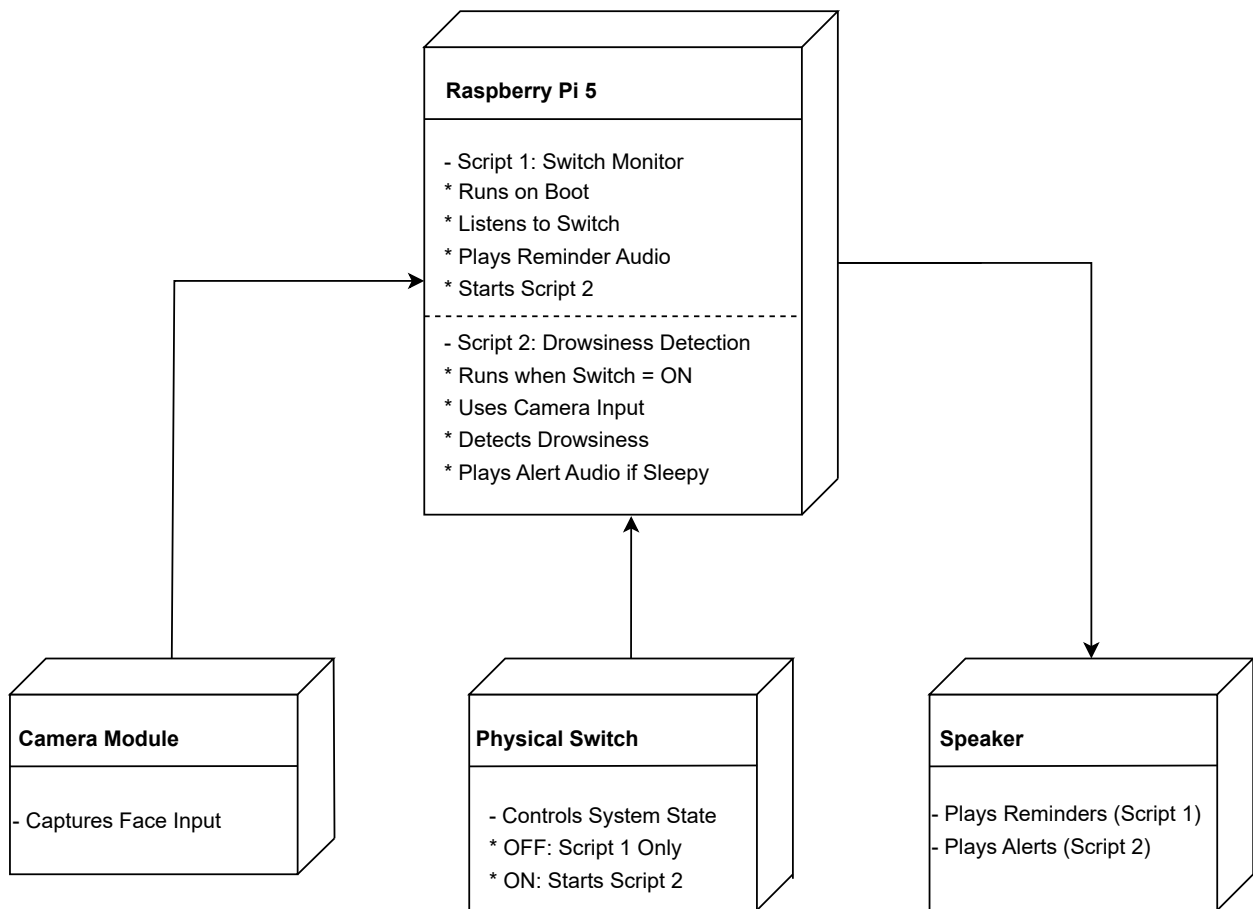 Raspberry Pi 5
- Script 1: Switch Monitor
* Runs on Boot
* Listens to Switch
* Plays Reminder Audio
* Starts Script 2
- Script 2: Drowsiness Detection
* Runs when Switch = ON
* Uses Camera Input
* Detects Drowsiness
* Plays Alert Audio if Sleepy
Camera Module
- Captures Face Input
Physical Switch
- Controls System State
* OFF: Script 1 Only
* ON: Starts Script 2
Speaker
- Plays Reminders (Script 1)
- Plays Alerts (Script 2)